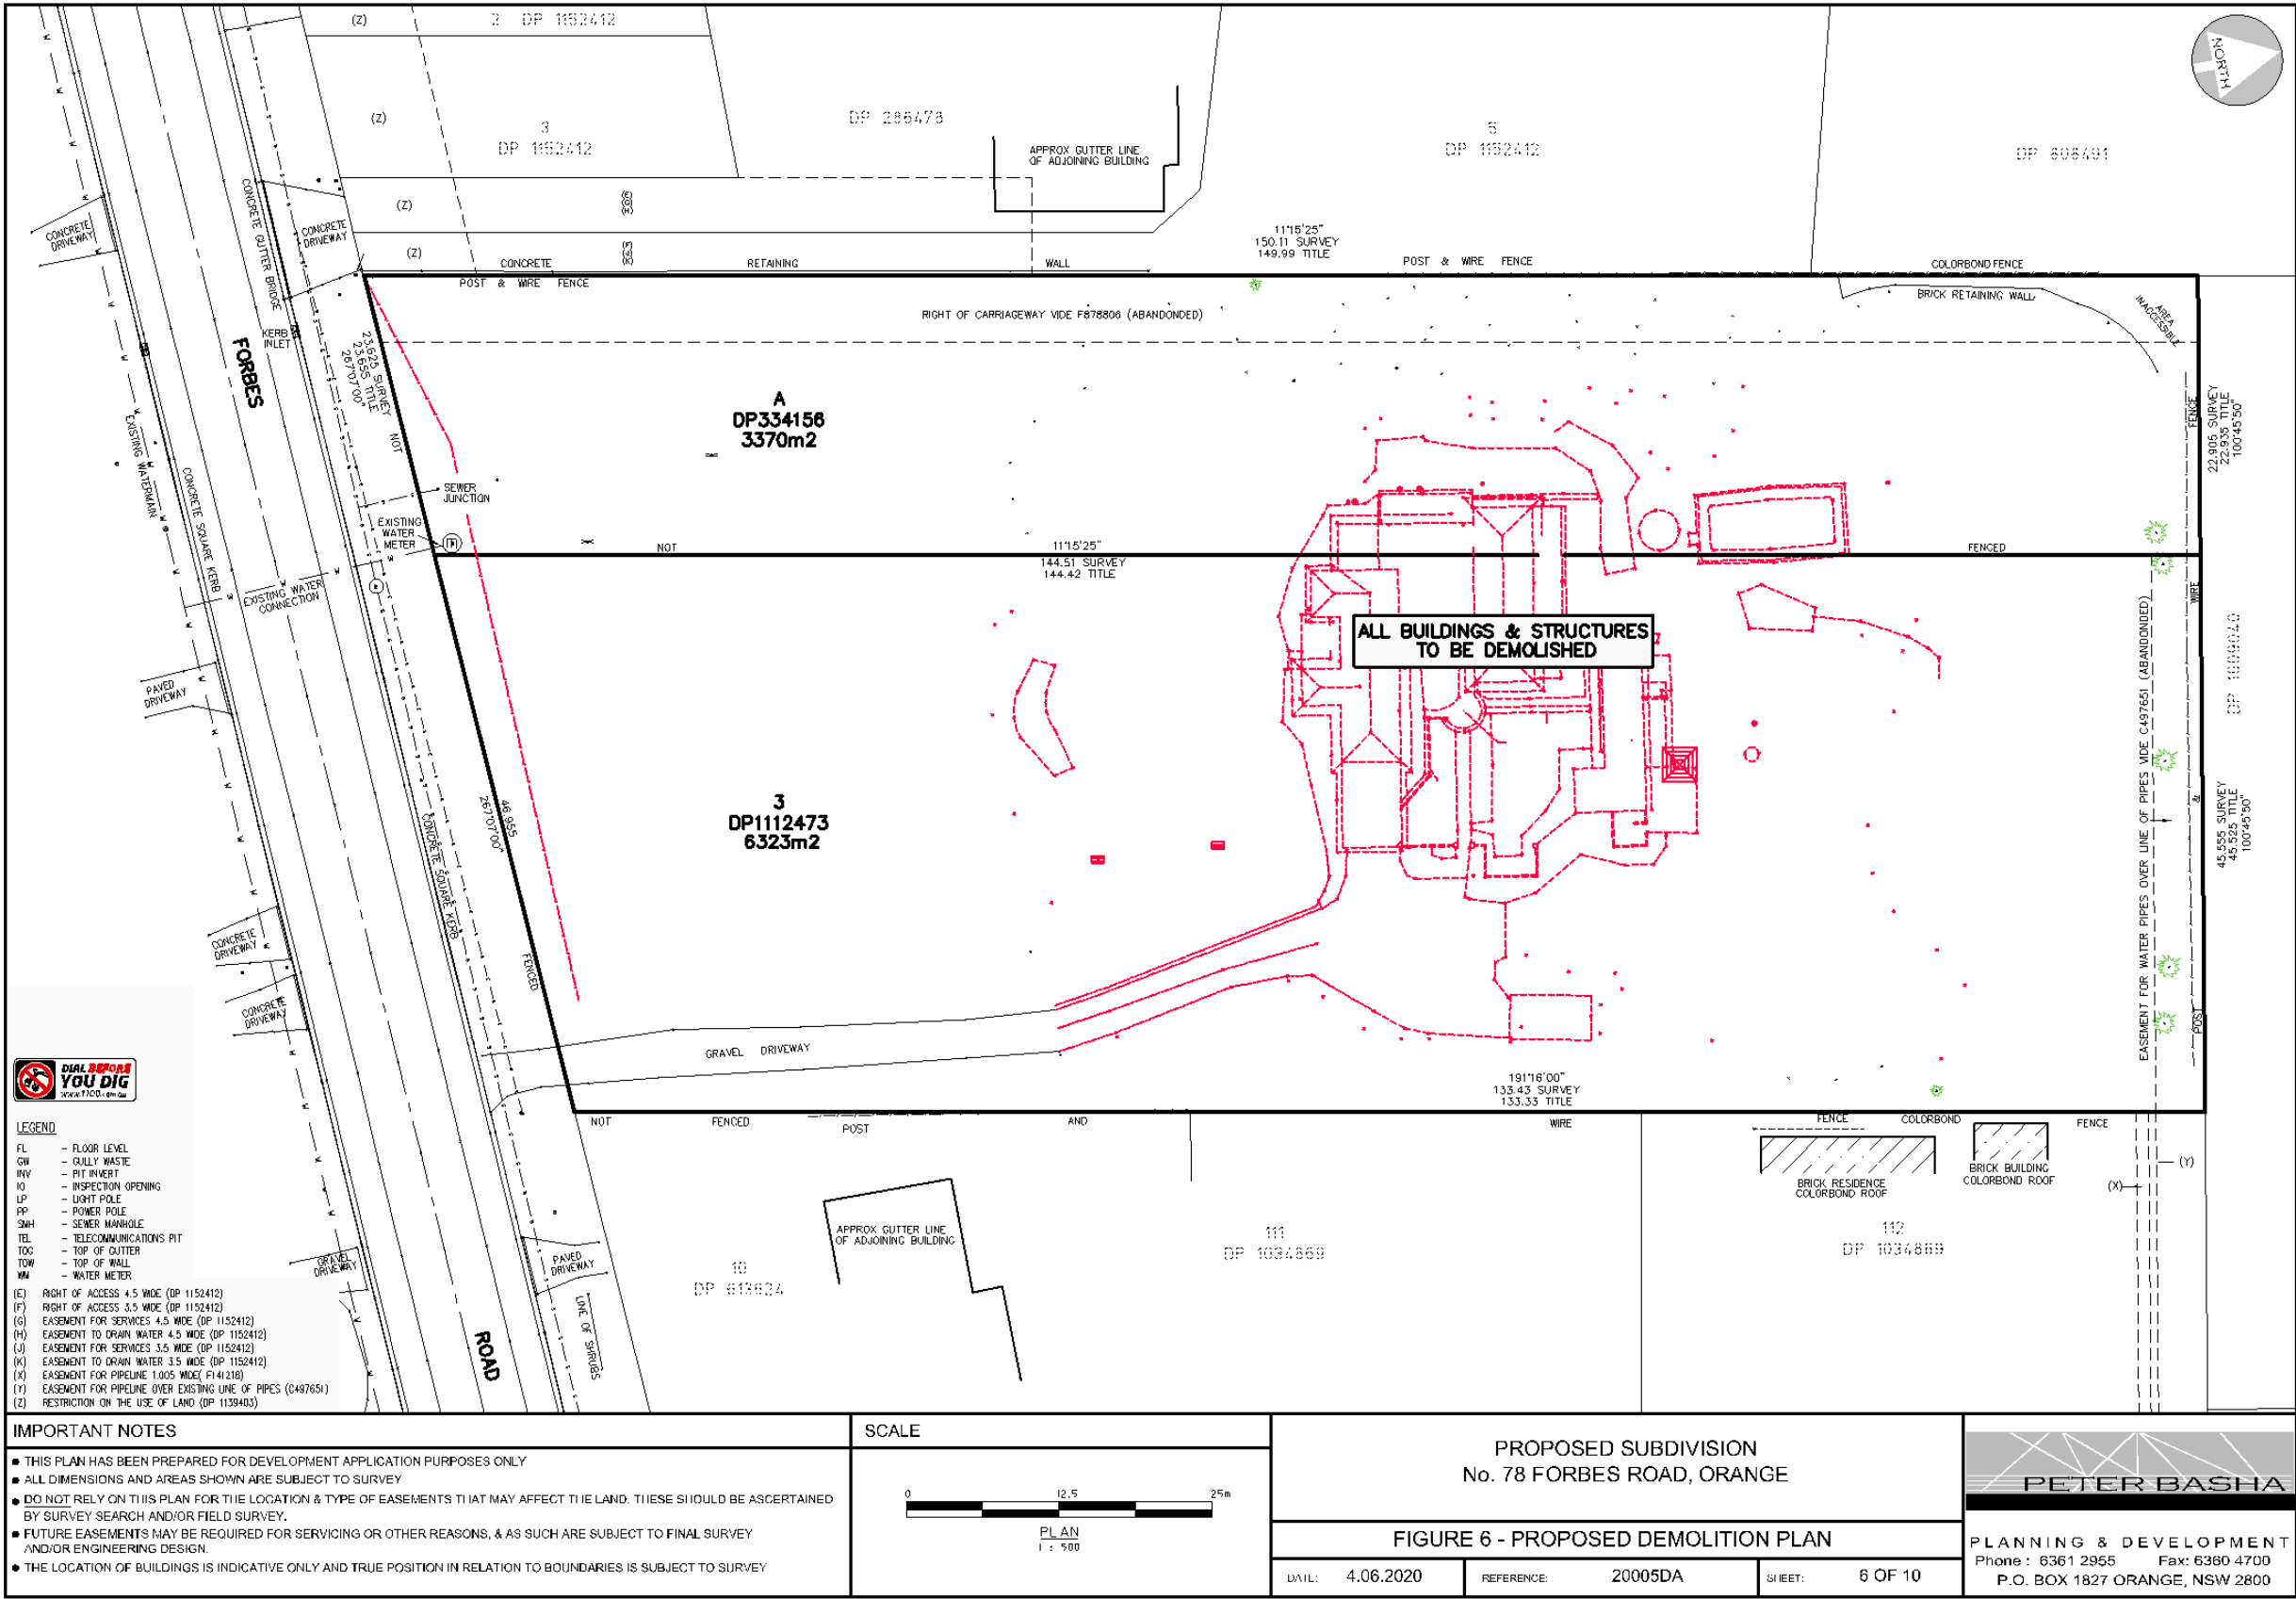 (Z)
2 DP 1152412
NORTH
(Z)
3
DP 1152412
DP 286473
APPROX GUTTER LINE
OF ADJOINING BUILDING
5
DP 1152412
DP 808491
CONCRETE
DRIVEWAY
CONCRETE GUTTER BRIDGE
CONCRETE
DRIVEWAY
(Z)
(E)
(G)
(H)
(Z)
(F)
(J)
(K)
11°15'25"
150.11 SURVEY
149.99 TITLE
CONCRETE RETAINING WALL
POST & WIRE FENCE
COLORBOND FENCE
POST & WIRE FENCE
BRICK RETAINING WALL
AREA
INACCESSIBLE
RIGHT OF CARRIAGEWAY VIDE F878806 (ABANDONDED)
KERB
INLET
FORBES
23.625 SURVEY
23.655 TITLE
267°07'00"
NOT
A
DP334156
3370m2
FENCE
22.905 SURVEY
22.935 TITLE
100°45'50"
EXISTING WATERMAIN
CONCRETE SQUARE KERB
SEWER
JUNCTION
EXISTING
WATER
METER
NOT
11°15'25"
144.51 SURVEY
144.42 TITLE
FENCED
EXISTING WATER
CONNECTION
WIRE
ALL BUILDINGS & STRUCTURES
TO BE DEMOLISHED
DP 1009040
PAVED
DRIVEWAY
EASEMENT FOR WATER PIPES OVER LINE OF PIPES VIDE C497651 (ABANDONDED)
3
DP1112473
6323m2
46.955
267°07'00"
CONCRETE SQUARE KERB
&
45.555 SURVEY
45.525 TITLE
100°45'50"
CONCRETE
DRIVEWAY
FENCED
CONCRETE
DRIVEWAY
POST
GRAVEL DRIVEWAY
191°16'00"
133.43 SURVEY
133.33 TITLE
DIAL BEFORE
YOU DIG
www.1100.com.au
NOT FENCED
POST AND WIRE
FENCE COLORBOND FENCE
LEGEND
FL - FLOOR LEVEL
GW - GULLY WASTE
INV - PIT INVERT
IO - INSPECTION OPENING
LP - LIGHT POLE
PP - POWER POLE
SMH - SEWER MANHOLE
TEL - TELECOMMUNICATIONS PIT
TOG - TOP OF GUTTER
TOW - TOP OF WALL
WM - WATER METER
(E) RIGHT OF ACCESS 4.5 WIDE (DP 1152412)
(F) RIGHT OF ACCESS 3.5 WIDE (DP 1152412)
(G) EASEMENT FOR SERVICES 4.5 WIDE (DP 1152412)
(H) EASEMENT TO DRAIN WATER 4.5 WIDE (DP 1152412)
(J) EASEMENT FOR SERVICES 3.5 WIDE (DP 1152412)
(K) EASEMENT TO DRAIN WATER 3.5 WIDE (DP 1152412)
(X) EASEMENT FOR PIPELINE 1.005 WIDE( F141218)
(Y) EASEMENT FOR PIPELINE OVER EXISTING LINE OF PIPES (C497651)
(Z) RESTRICTION ON THE USE OF LAND (DP 1139403)
BRICK RESIDENCE
COLORBOND ROOF
BRICK BUILDING
COLORBOND ROOF
(Y)
(X)
APPROX GUTTER LINE
OF ADJOINING BUILDING
10
DP 613624
111
DP 1034869
112
DP 1034869
GRAVEL
DRIVEWAY
PAVED
DRIVEWAY
LINE OF SHRUBS
ROAD
IMPORTANT NOTES
THIS PLAN HAS BEEN PREPARED FOR DEVELOPMENT APPLICATION PURPOSES ONLY
ALL DIMENSIONS AND AREAS SHOWN ARE SUBJECT TO SURVEY
DO NOT RELY ON THIS PLAN FOR THE LOCATION & TYPE OF EASEMENTS THAT MAY AFFECT THE LAND. THESE SHOULD BE ASCERTAINED
BY SURVEY SEARCH AND/OR FIELD SURVEY.
FUTURE EASEMENTS MAY BE REQUIRED FOR SERVICING OR OTHER REASONS, & AS SUCH ARE SUBJECT TO FINAL SURVEY
AND/OR ENGINEERING DESIGN.
THE LOCATION OF BUILDINGS IS INDICATIVE ONLY AND TRUE POSITION IN RELATION TO BOUNDARIES IS SUBJECT TO SURVEY
SCALE
0 12.5 25m
PLAN
1 : 500
PROPOSED SUBDIVISION
No. 78 FORBES ROAD, ORANGE
FIGURE 6 - PROPOSED DEMOLITION PLAN
DATE: 4.06.2020 REFERENCE: 20005DA SHEET: 6 OF 10
PETER BASHA
PLANNING & DEVELOPMENT
Phone : 6361 2955 Fax: 6360 4700
P.O. BOX 1827 ORANGE, NSW 2800